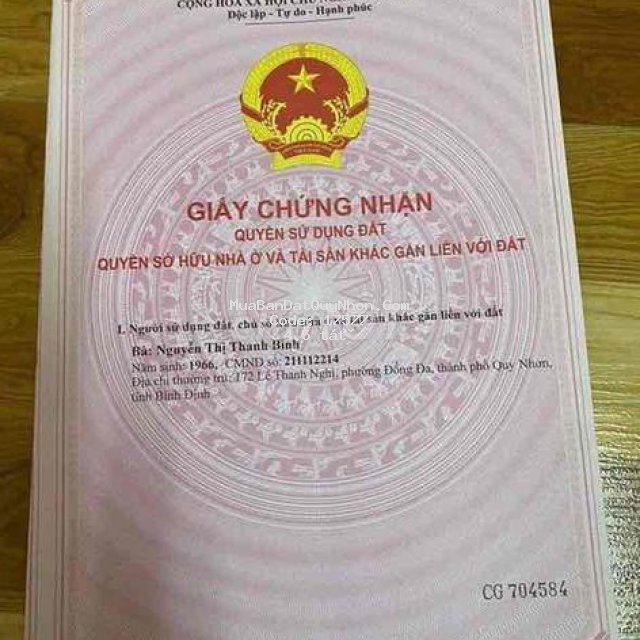 CỘNG HÒA XÃ HỘI CHỦ
Độc lập - Tự do - Hạnh phúc
GIẤY CHỨNG NHẬN
QUYỀN SỬ DỤNG ĐẤT
QUYỀN SỞ HỮU NHÀ Ở VÀ TÀI SẢN KHÁC GẮN LIỀN VỚI ĐẤT
MuaBanDatQuyNhon.Com
I. Người sử dụng đất, chủ sở sản khác gắn liền với đất
Bà: Nguyễn Thị Thanh Bình
Năm sinh: 1966, CMND số: 211112214
Địa chỉ thường trú: 172 Lê Thanh Nghị, phường Đống Đa, thành phố Quy Nhơn,
tỉnh Bình Định
CG 704584